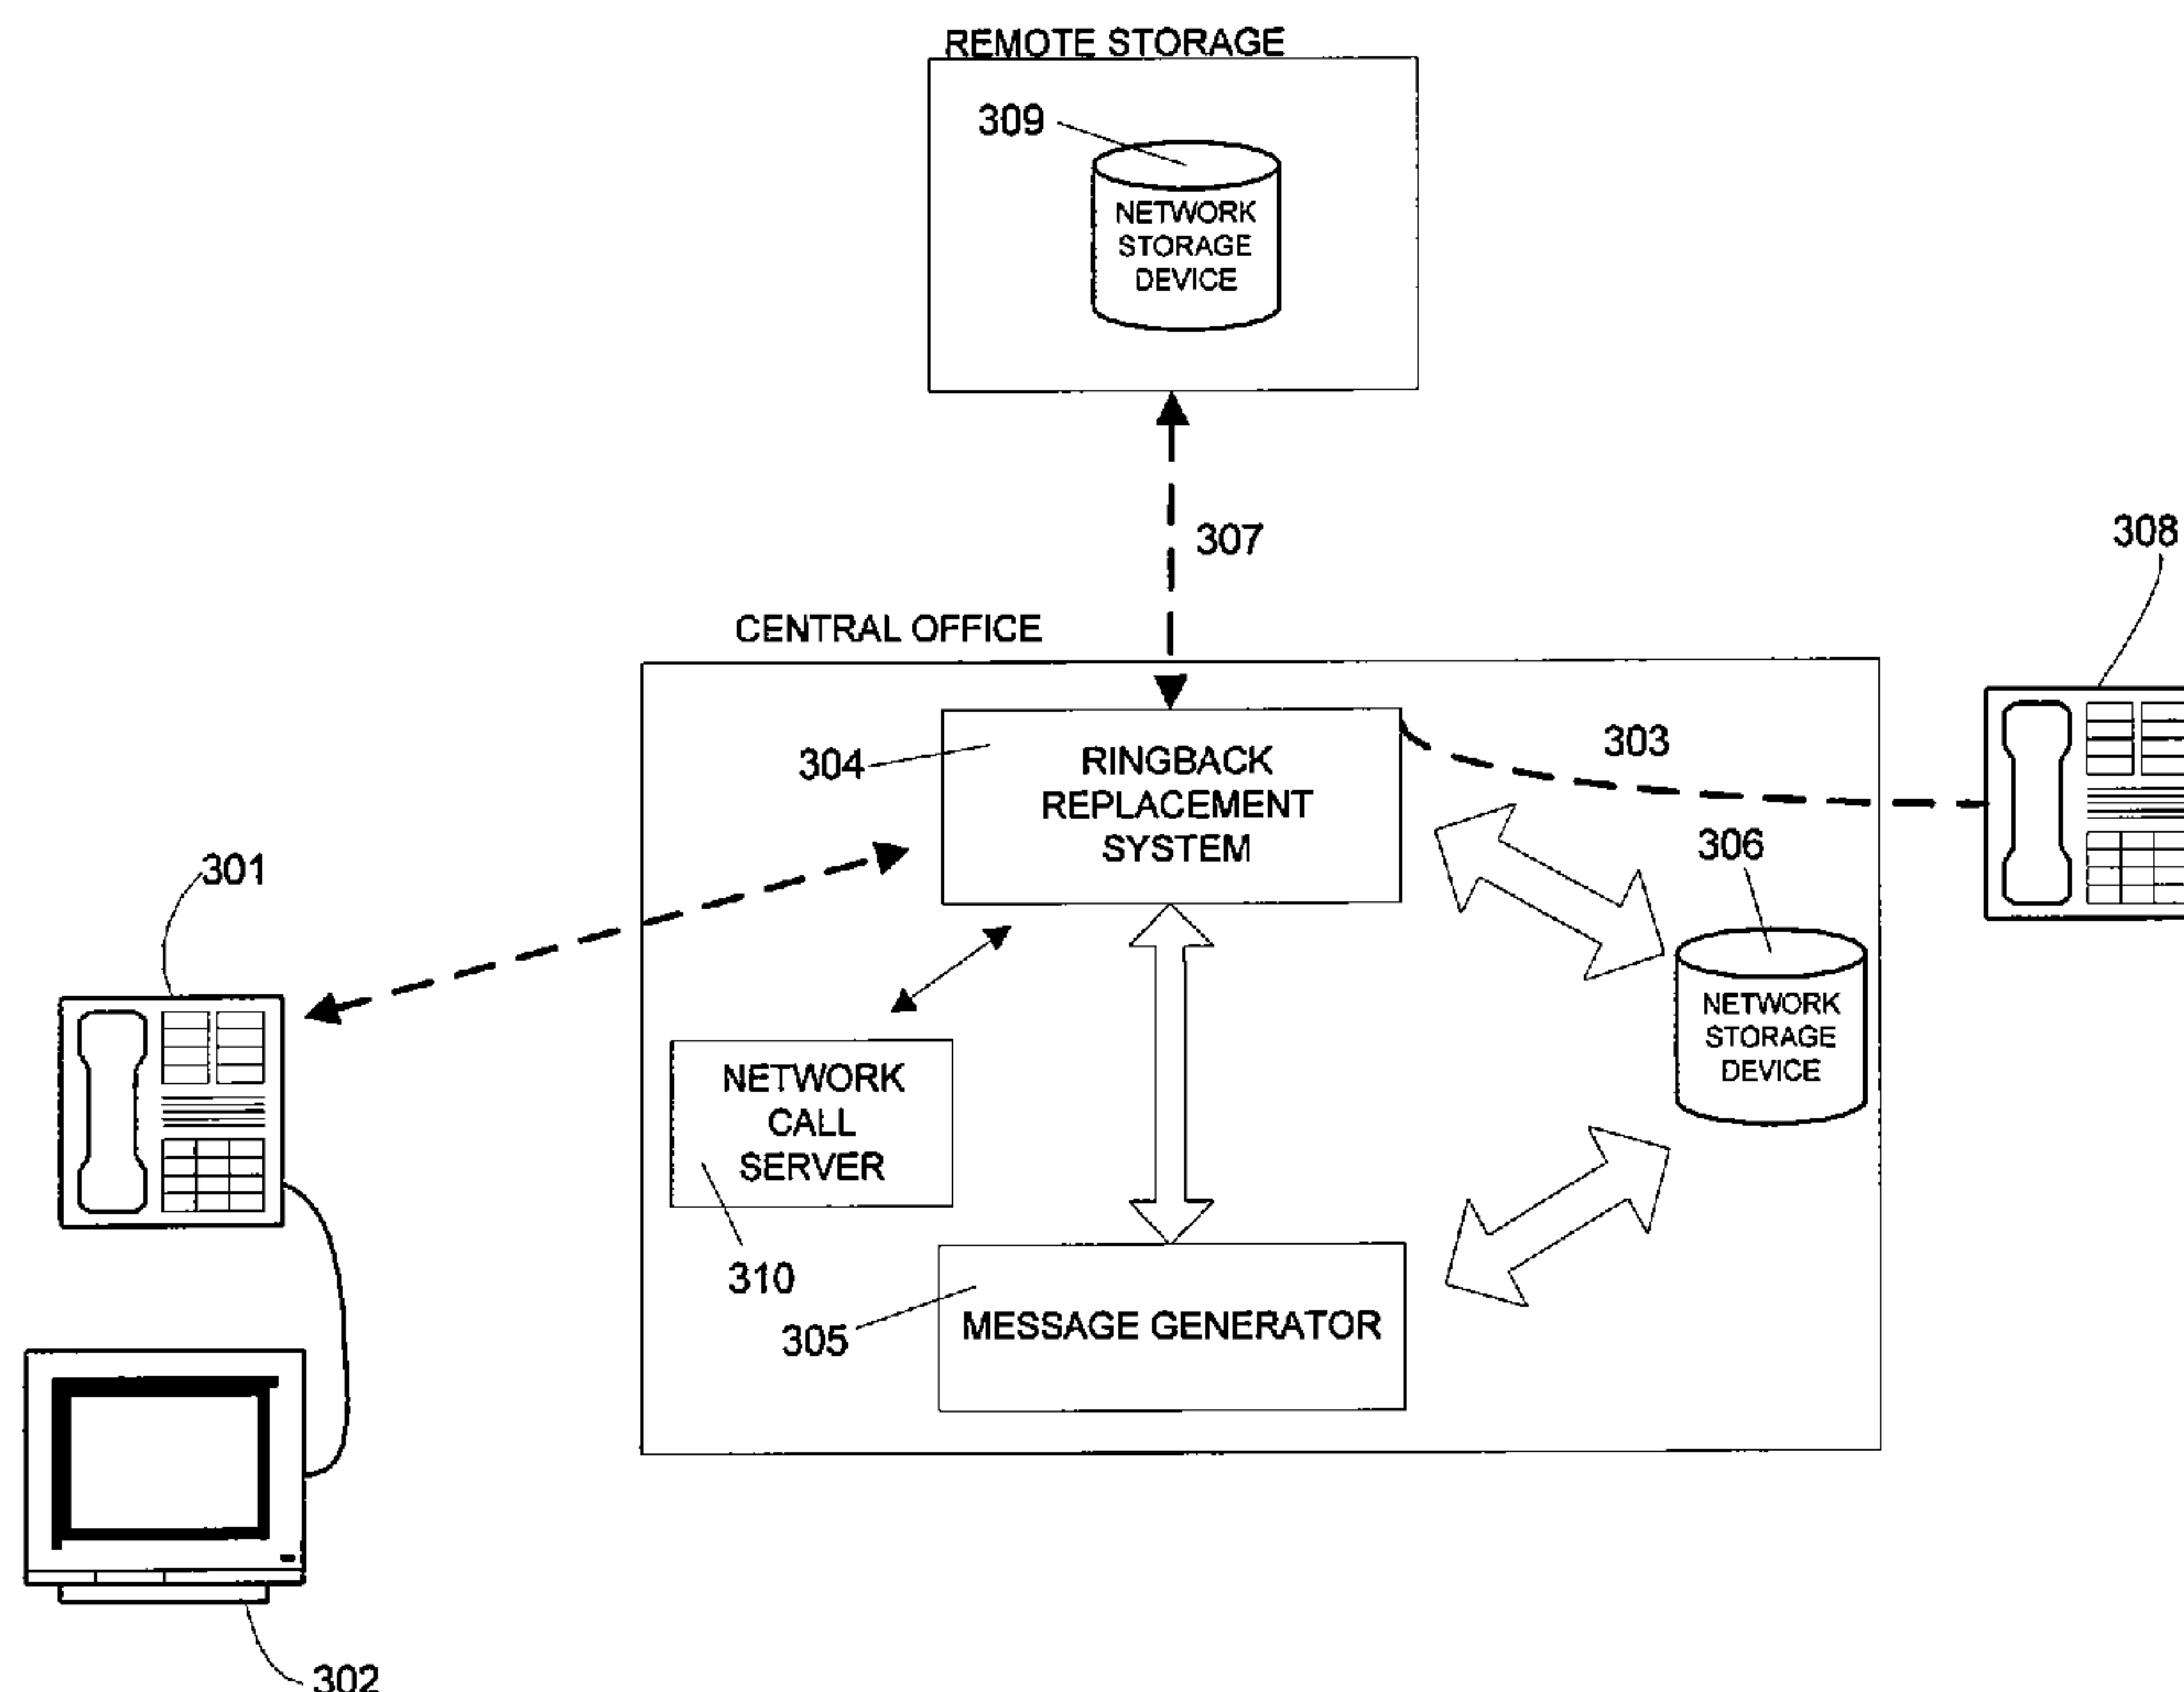 REMOTE STORAGE
309
NETWORK
STORAGE
DEVICE
307
308
CENTRAL OFFICE
304
RINGBACK
REPLACEMENT
SYSTEM
303
306
301
NETWORK
STORAGE
DEVICE
NETWORK
CALL
SERVER
310
305
MESSAGE GENERATOR
302